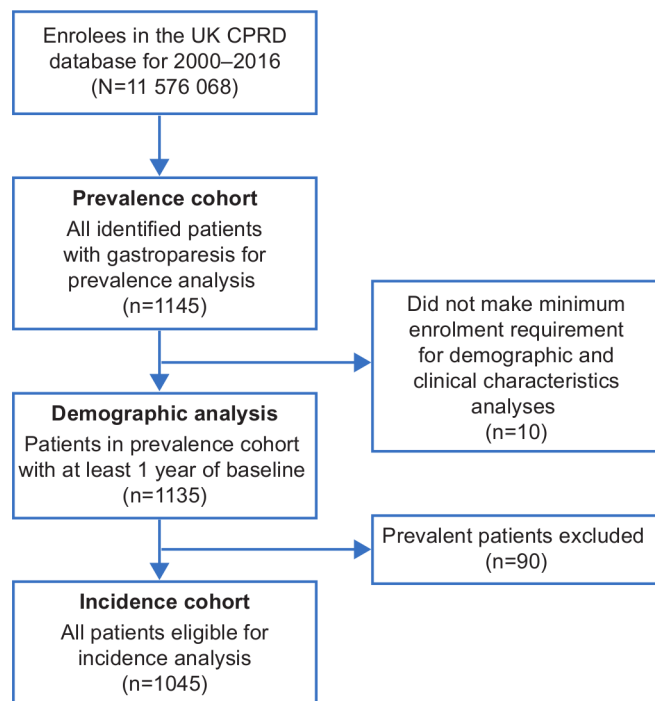 Enrolees in the UK CPRD
database for 2000–2016
(N=11 576 068)
Prevalence cohort
All identified patients
with gastroparesis for
prevalence analysis
(n=1145)
Did not make minimum
enrolment requirement
for demographic and
clinical characteristics
analyses
(n=10)
Demographic analysis
Patients in prevalence cohort
with at least 1 year of baseline
(n=1135)
Prevalent patients excluded
(n=90)
Incidence cohort
All patients eligible for
incidence analysis
(n=1045)